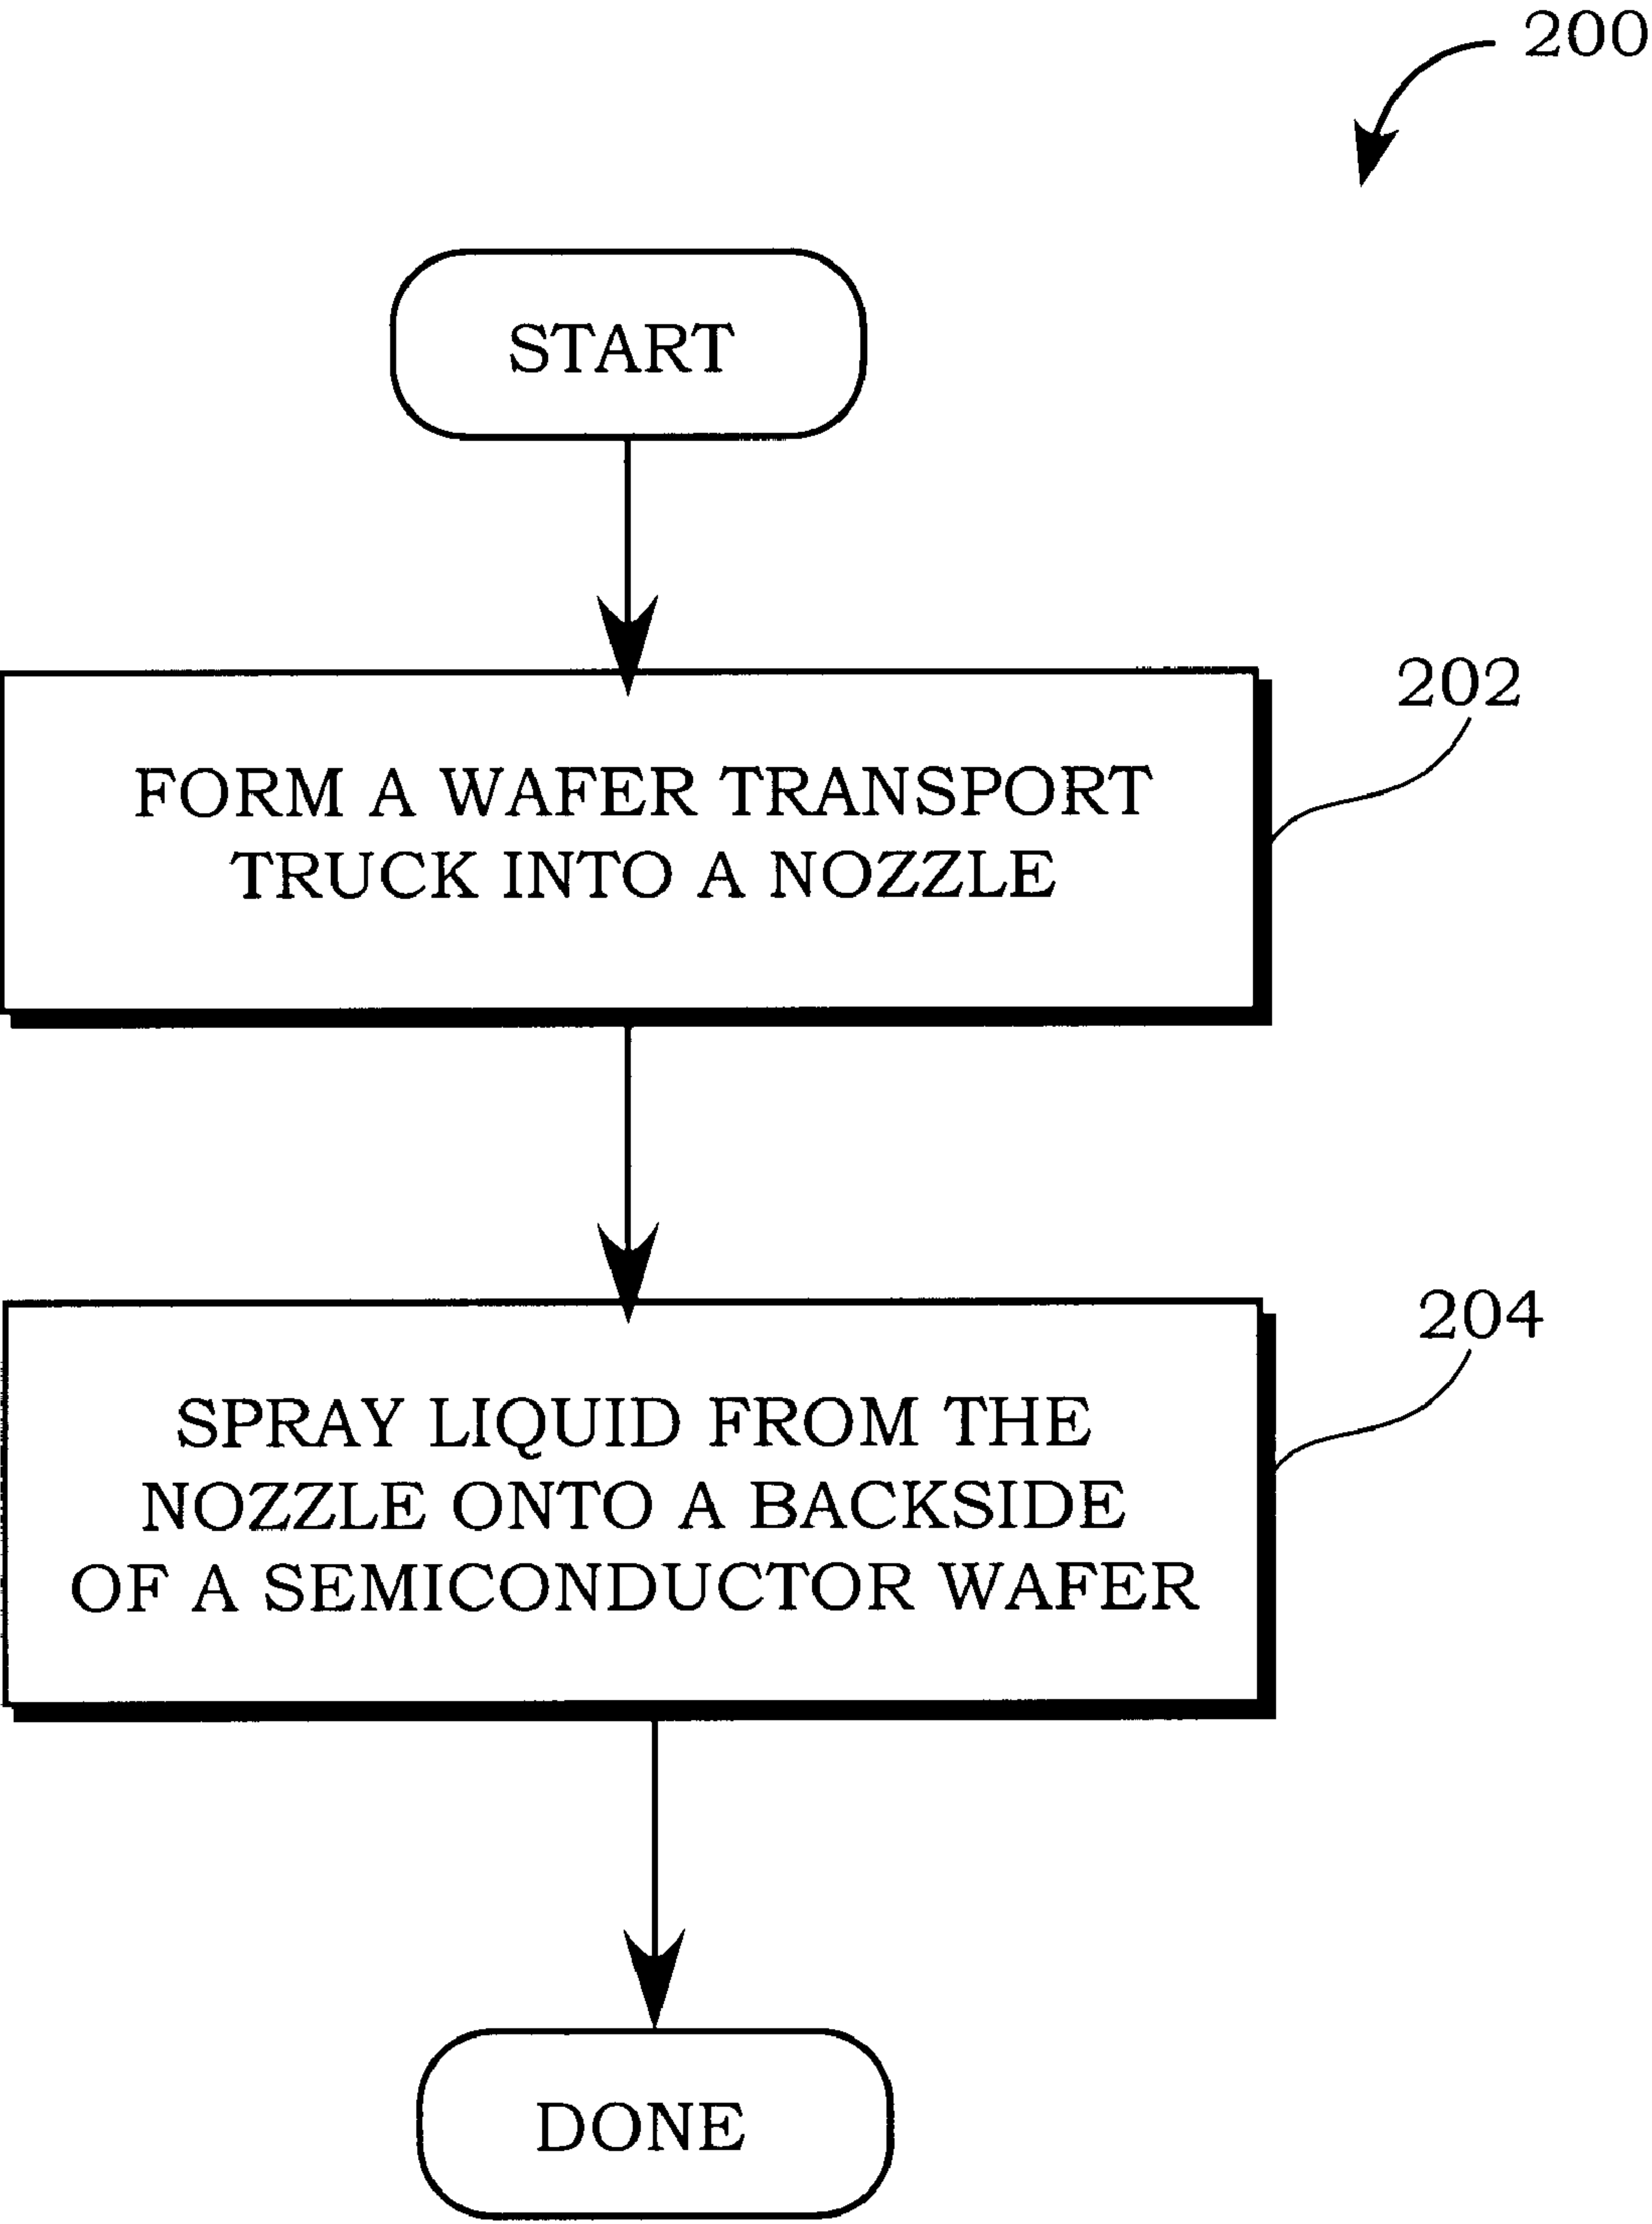 200
START
202
FORM A WAFER TRANSPORT
TRUCK INTO A NOZZLE
204
SPRAY LIQUID FROM THE
NOZZLE ONTO A BACKSIDE
OF A SEMICONDUCTOR WAFER
DONE